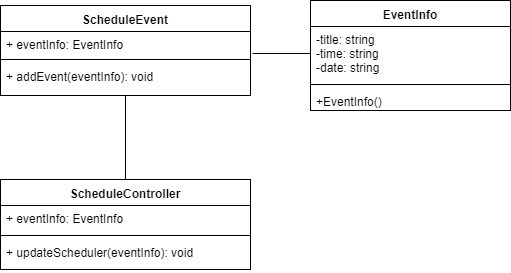 ScheduleEvent
+ eventInfo: EventInfo
+ addEvent(eventInfo): void
EventInfo
-title: string
-time: string
-date: string
+EventInfo()
ScheduleController
+ eventInfo: EventInfo
+ updateScheduler(eventInfo): void